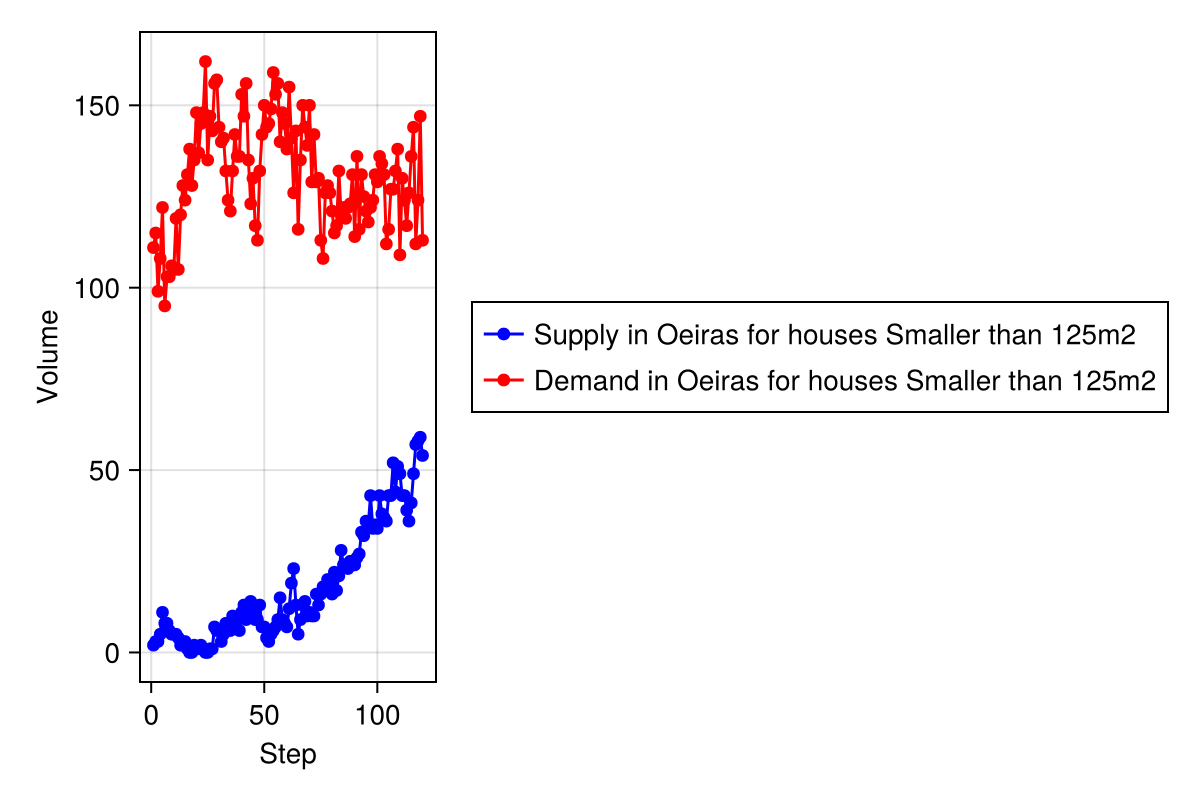 150
100
50
0
Volume
0 50 100
Step
Supply in Oeiras for houses Smaller than 125m2
Demand in Oeiras for houses Smaller than 125m2